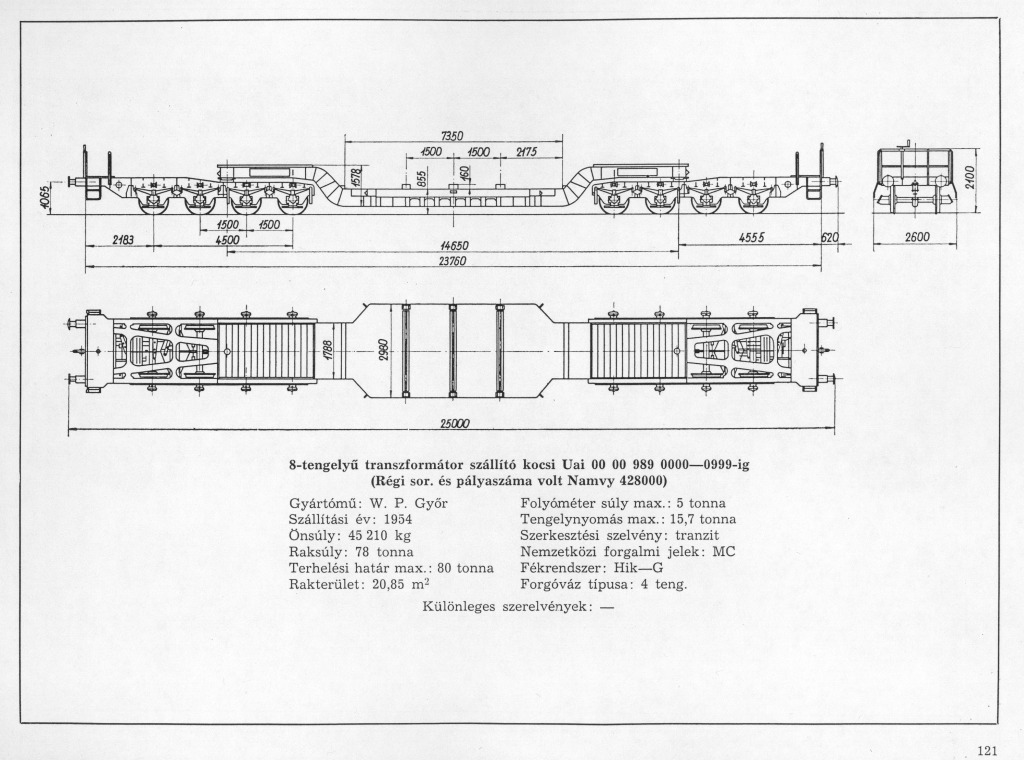 7350
1500
1500
2175
1578
855
160
1065
2100
1500
1500
2183
4500
14650
4555
620
2600
23760
1788
2980
25000
8-tengelyű transzformátor szállító kocsi Uai 00 00 989 0000—0999-ig
(Régi sor. és pályaszáma volt Namvy 428000)
Gyártómű: W. P. Győr
Szállítási év: 1954
Önsúly: 45 210 kg
Raksúly: 78 tonna
Terhelési határ max.: 80 tonna
Rakterület: 20,85 m²
Folyóméter súly max.: 5 tonna
Tengelynyomás max.: 15,7 tonna
Szerkesztési szelvény: tranzit
Nemzetközi forgalmi jelek: MC
Fékrendszer: Hik—G
Forgóváz típusa: 4 teng.
Különleges szerelvények: —
121